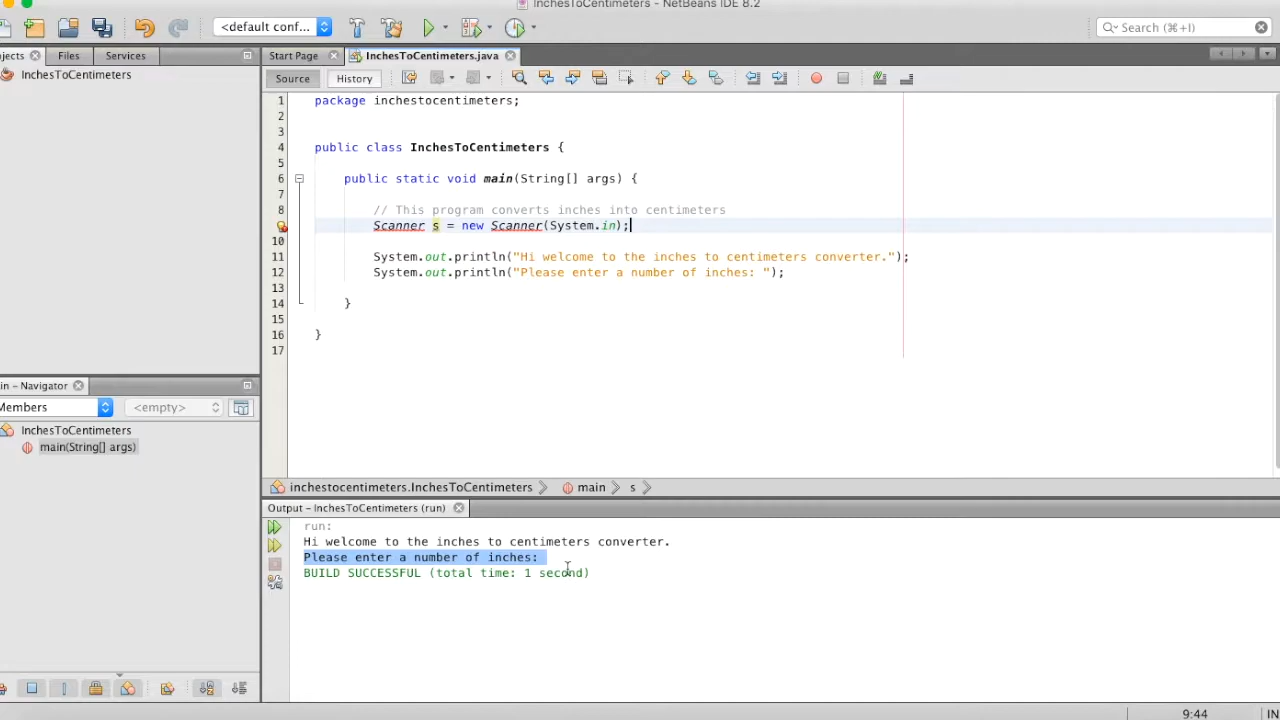 InchesToCentimeters - NetBeans IDE 8.2
<default conf...
Search (⌘+I)
ojects Files Services
Start Page InchesToCentimeters.java
InchesToCentimeters
Source History
1 package inchestocentimeters;
2
3
4 public class InchesToCentimeters {
5
6 public static void main(String[] args) {
7
8 // This program converts inches into centimeters
Scanner s = new Scanner(System.in);
10
11 System.out.println("Hi welcome to the inches to centimeters converter.");
12 System.out.println("Please enter a number of inches: ");
13
14 }
15
16 }
17
in - Navigator
Members <empty>
InchesToCentimeters
main(String[] args)
inchestocentimeters.InchesToCentimeters main s
Output - InchesToCentimeters (run)
run:
Hi welcome to the inches to centimeters converter.
Please enter a number of inches:
BUILD SUCCESSFUL (total time: 1 second)
9:44 IN